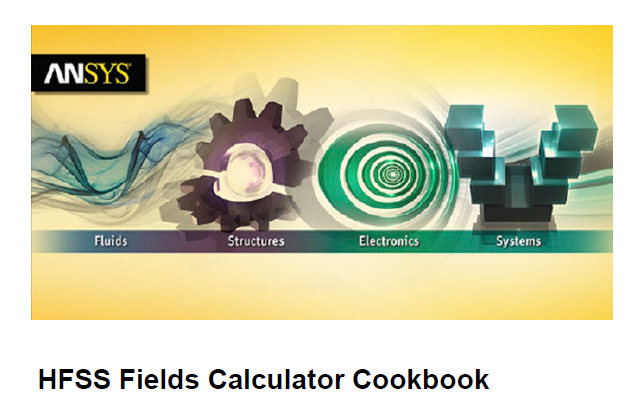 ANSYS
Fluids Structures Electronics Systems
HFSS Fields Calculator Cookbook